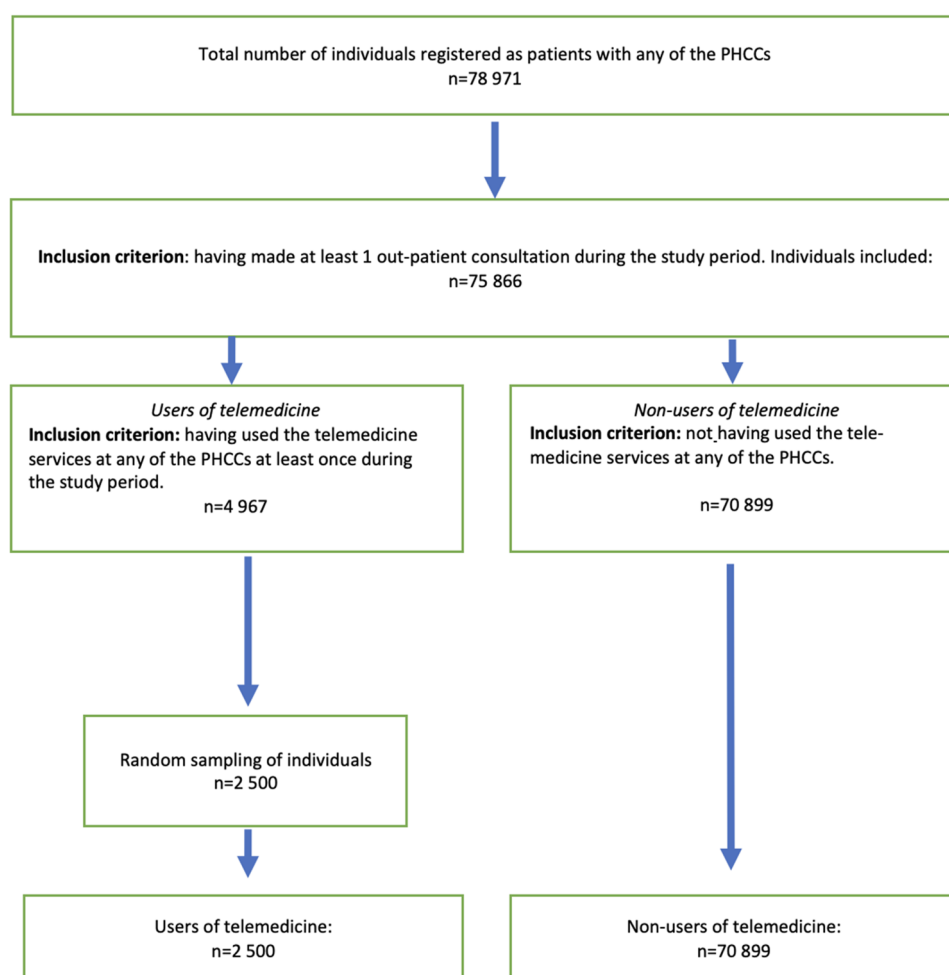 Total number of individuals registered as patients with any of the PHCCs
n=78 971
Inclusion criterion: having made at least 1 out-patient consultation during the study period. Individuals included:
n=75 866
Users of telemedicine
Inclusion criterion: having used the telemedicine
services at any of the PHCCs at least once during
the study period.
n=4 967
Non-users of telemedicine
Inclusion criterion: not having used the tele-
medicine services at any of the PHCCs.
n=70 899
Random sampling of individuals
n=2 500
Users of telemedicine:
n=2 500
Non-users of telemedicine:
n=70 899